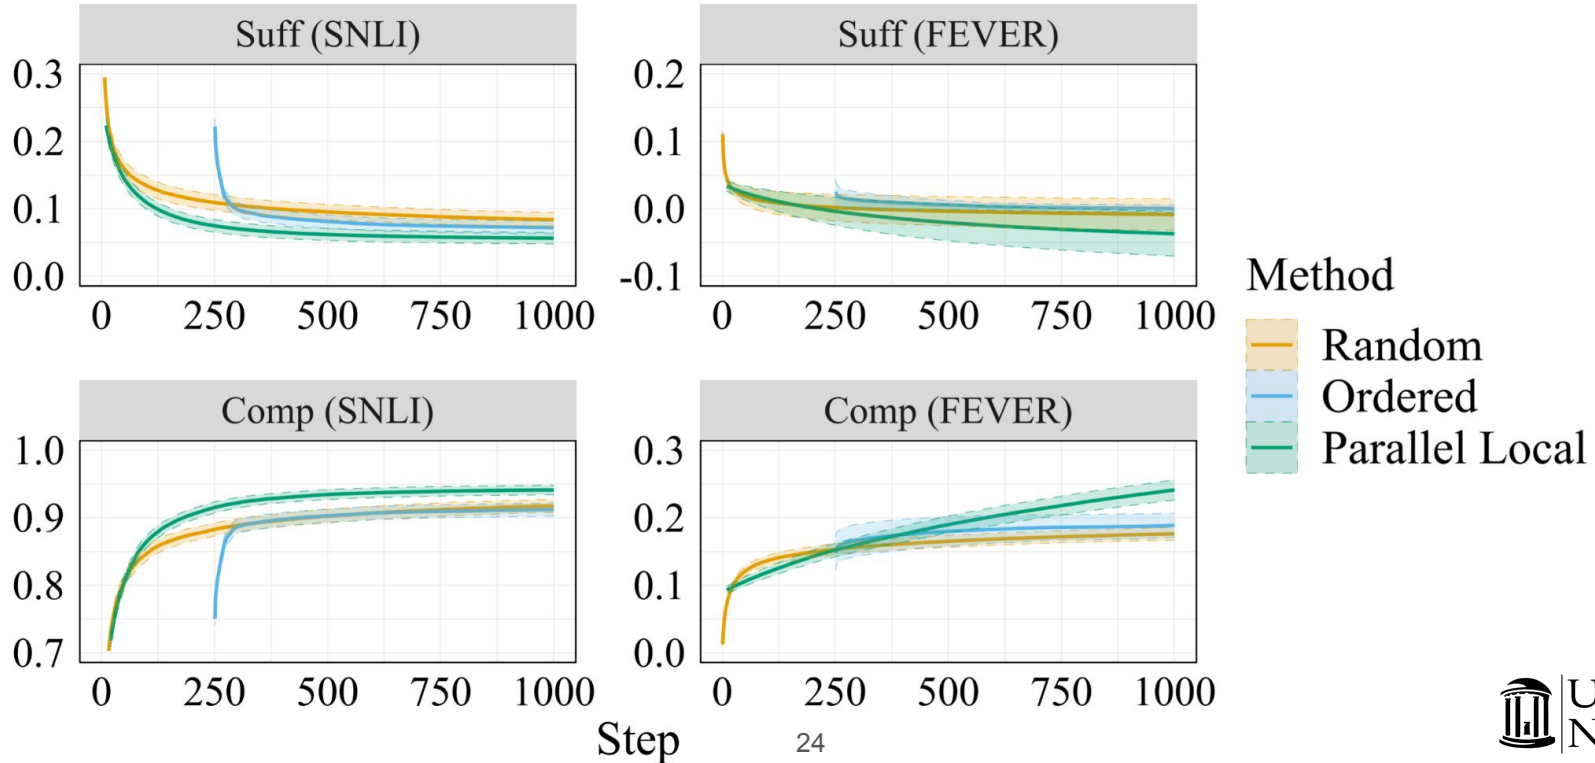 Suff (SNLI)
0.3
0.2
0.1
0.0
0 250 500 750 1000
Suff (FEVER)
0.2
0.1
0.0
-0.1
0 250 500 750 1000
Comp (SNLI)
1.0
0.9
0.8
0.7
0 250 500 750 1000
Comp (FEVER)
0.3
0.2
0.1
0.0
0 250 500 750 1000
Step
Method
Random
Ordered
Parallel Local
24
U
N